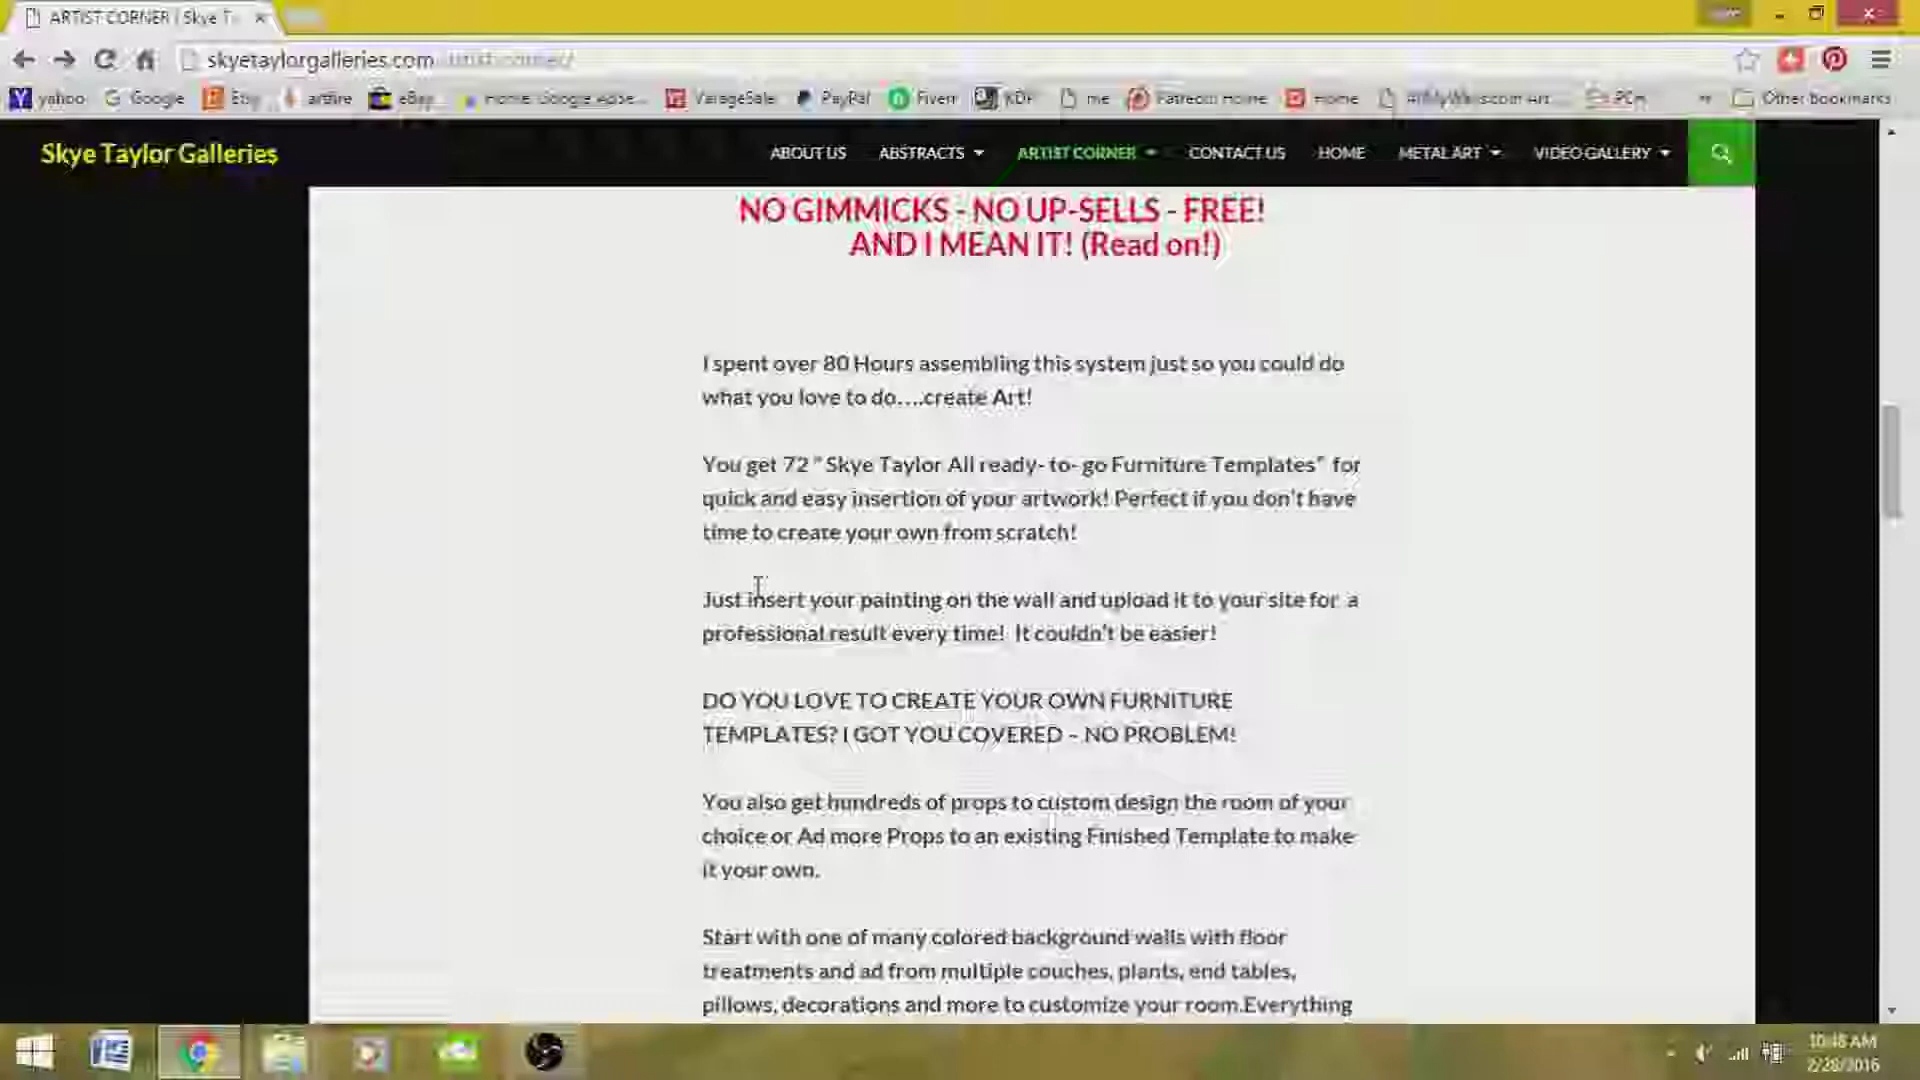 ARTIST CORNER | Skye T
skyetaylorgalleries.com/artist-corner/
yahoo Google Etsy artfire eBay Home Google Apps... VarageSale PayPal Fiverr KDP me Patreon Home Home Other bookmarks
Skye Taylor Galleries
ABOUT US ABSTRACTS ARTIST CORNER CONTACT US HOME METAL ART VIDEO GALLERY
NO GIMMICKS - NO UP-SELLS - FREE!
AND I MEAN IT! (Read on!)
I spent over 80 Hours assembling this system just so you could do
what you love to do....create Art!
You get 72 " Skye Taylor All ready- to- go Furniture Templates" for
quick and easy insertion of your artwork! Perfect if you don't have
time to create your own from scratch!
Just insert your painting on the wall and upload it to your site for a
professional result every time! It couldn't be easier!
DO YOU LOVE TO CREATE YOUR OWN FURNITURE
TEMPLATES? I GOT YOU COVERED – NO PROBLEM!
You also get hundreds of props to custom design the room of your
choice or Ad more Props to an existing Finished Template to make
it your own.
Start with one of many colored background walls with floor
treatments and ad from multiple couches, plants, end tables,
pillows, decorations and more to customize your room.Everything
10:48 AM
2/28/2016